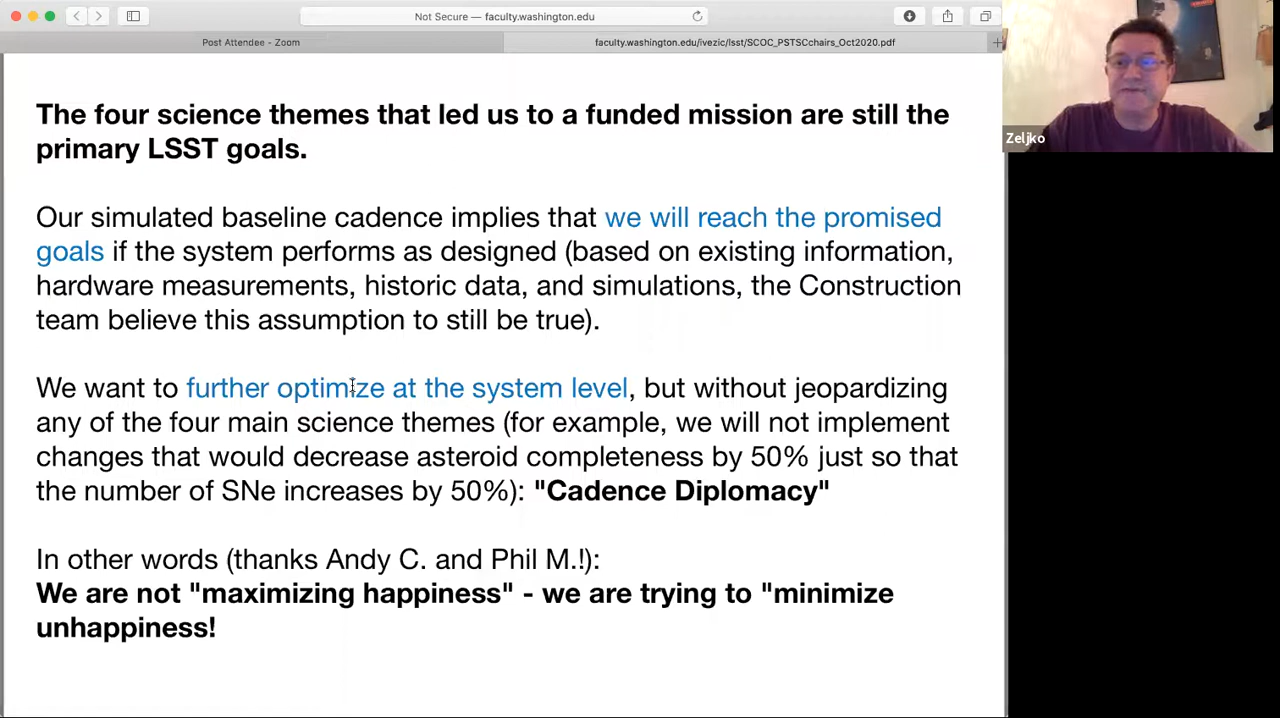 Not Secure — faculty.washington.edu
Post Attendee - Zoom
faculty.washington.edu/ivezic/lsst/SCOC_PSTSCchairs_Oct2020.pdf
Zeljko
The four science themes that led us to a funded mission are still the
primary LSST goals.
Our simulated baseline cadence implies that we will reach the promised
goals if the system performs as designed (based on existing information,
hardware measurements, historic data, and simulations, the Construction
team believe this assumption to still be true).
We want to further optimize at the system level, but without jeopardizing
any of the four main science themes (for example, we will not implement
changes that would decrease asteroid completeness by 50% just so that
the number of SNe increases by 50%): "Cadence Diplomacy"
In other words (thanks Andy C. and Phil M.!):
We are not "maximizing happiness" - we are trying to "minimize
unhappiness!